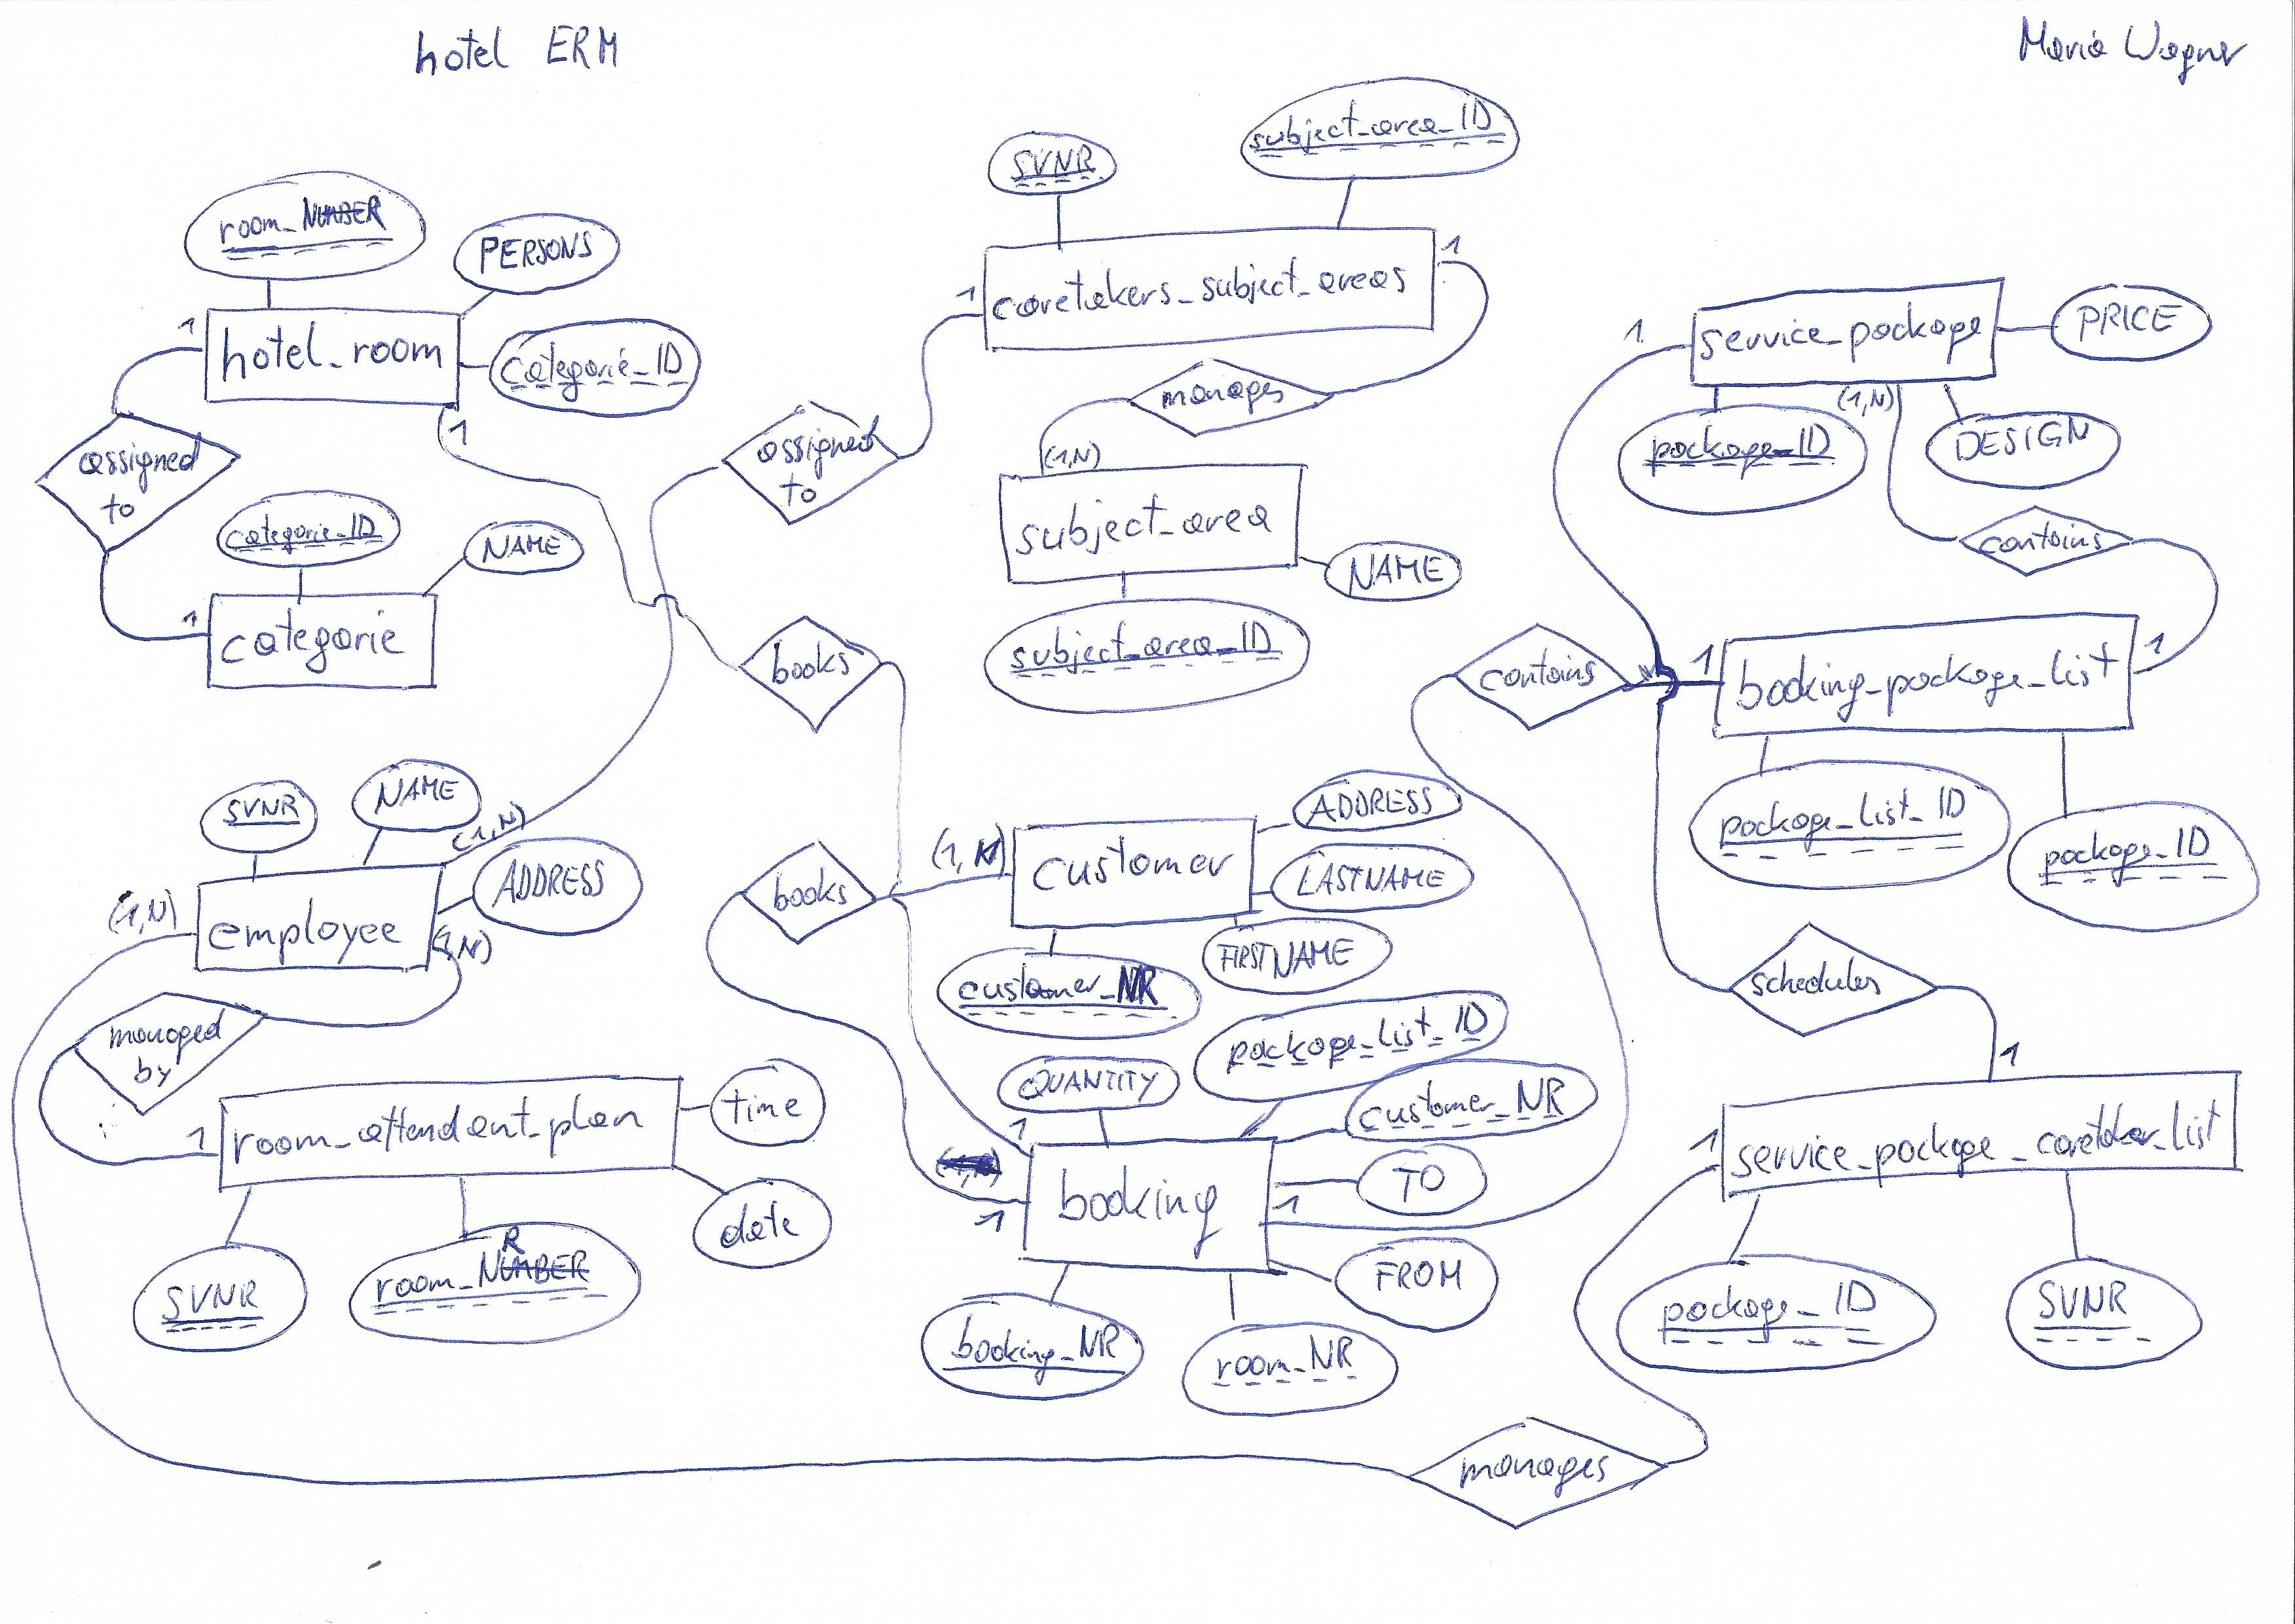 hotel ERM
Maria Wagner
room_NUMBER
PERSONS
1
hotel_room
categorie_ID
1
assigned
to
categorie_ID
NAME
1
categorie
SVNR
subject_area_ID
1
caretakers_subject_areas
1
manages
assigned
to
(1,N)
subject_area
NAME
subject_area_ID
1
service_package
PRICE
(1,N)
package_ID
DESIGN
contains
contains
1
booking_package_list
1
package_list_ID
package_ID
books
SVNR
NAME
(1,N)
ADDRESS
(1,N)
employee
(1,N)
managed
by
1
room_attendant_plan
time
date
SVNR
R
room_NUMBER
books
(1,N)
customer
ADDRESS
LASTNAME
FIRSTNAME
customer_NR
package_list_ID
QUANTITY
customer_NR
1
booking
1
1
TO
FROM
booking_NR
room_NR
schedules
1
1
service_package_caretaker_list
package_ID
SVNR
manages